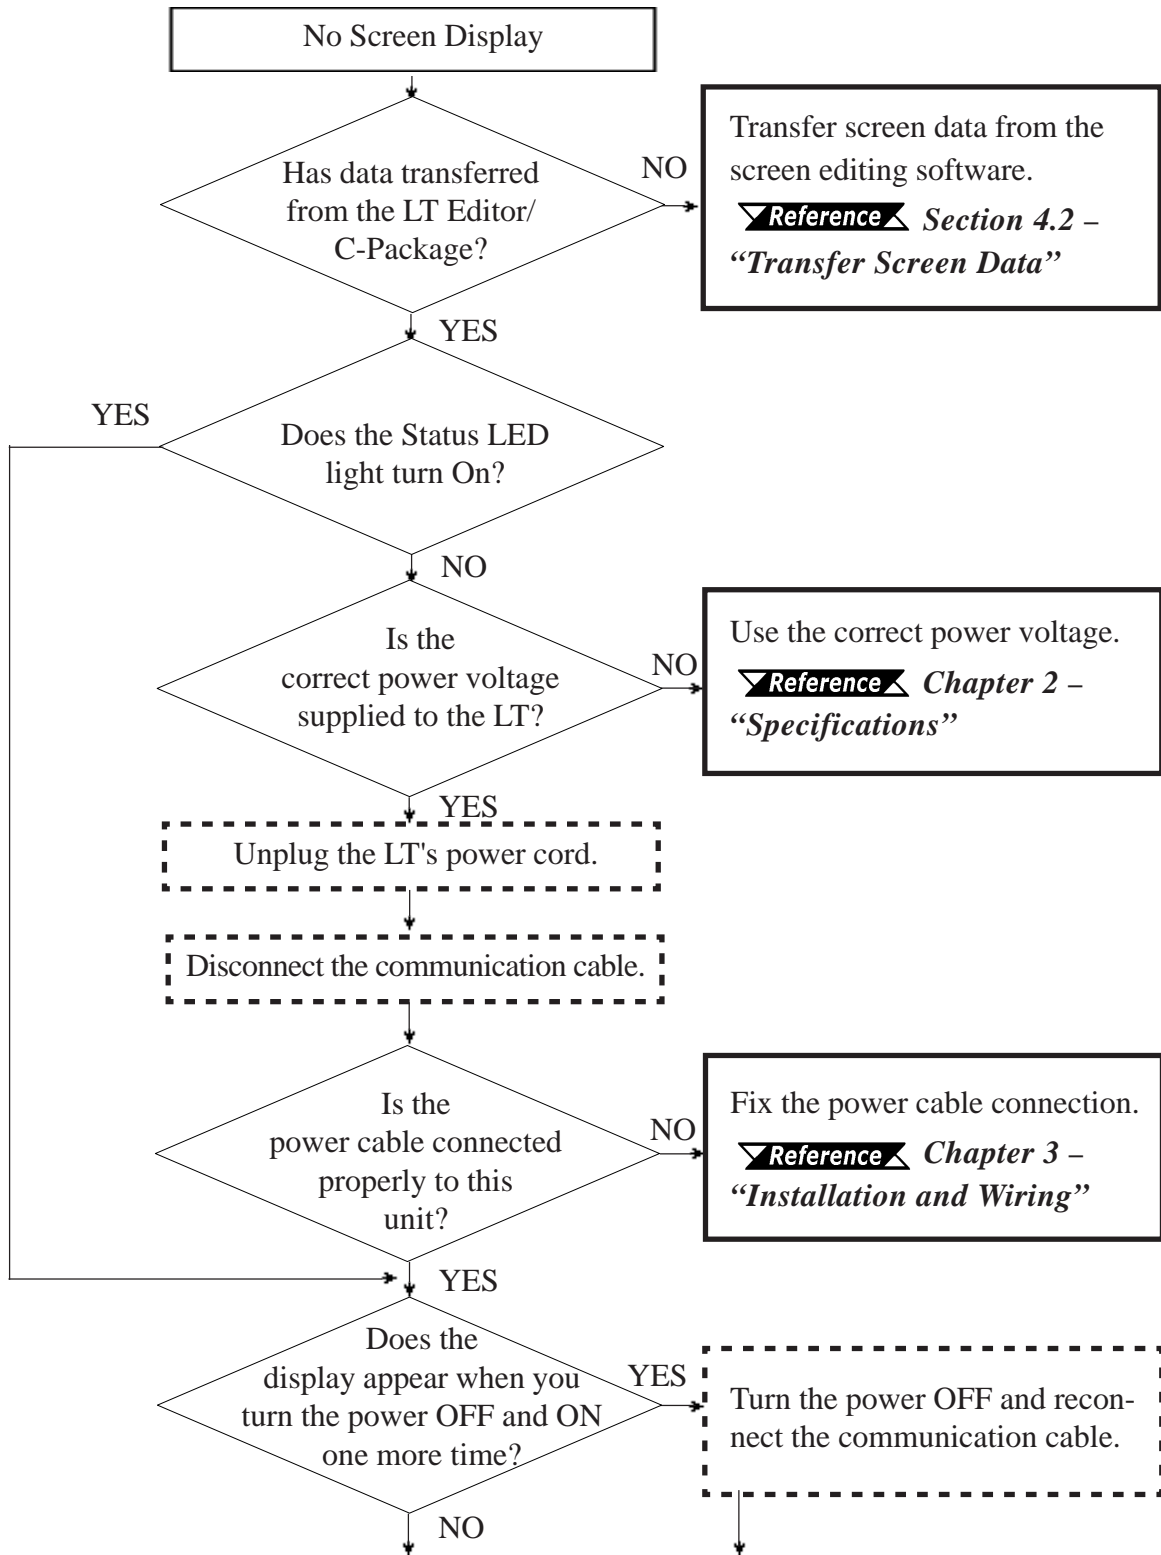 No Screen Display
Has data transferred
from the LT Editor/
C-Package?
NO
Transfer screen data from the
screen editing software.
Reference Section 4.2 –
“Transfer Screen Data”
YES
YES
Does the Status LED
light turn On?
NO
Is the
correct power voltage
supplied to the LT?
NO
Use the correct power voltage.
Reference Chapter 2 –
“Specifications”
YES
Unplug the LT's power cord.
Disconnect the communication cable.
Is the
power cable connected
properly to this
unit?
NO
Fix the power cable connection.
Reference Chapter 3 –
“Installation and Wiring”
YES
Does the
display appear when you
turn the power OFF and ON
one more time?
YES
Turn the power OFF and recon-
nect the communication cable.
NO